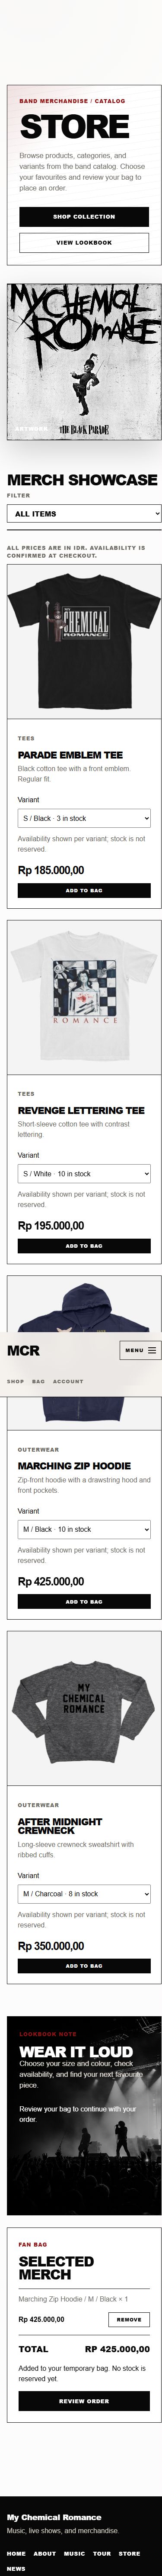 BAND MERCHANDISE / CATALOG
STORE
Browse products, categories, and
variants from the band catalog. Choose
your favourites and review your bag to
place an order.
SHOP COLLECTION
VIEW LOOKBOOK
MY CHEMICAL
ROMANCE
THE BLACK PARADE
MERCH SHOWCASE
FILTER
ALL ITEMS
ALL PRICES ARE IN IDR. AVAILABILITY IS
CONFIRMED AT CHECKOUT.
MY
CHEMICAL
ROMANCE
TEES
PARADE EMBLEM TEE
Black cotton tee with a front emblem.
Regular fit.
Variant
S / Black · 3 in stock
Availability shown per variant; stock is not
reserved.
Rp 185.000,00
ADD TO BAG
ROMANCE
TEES
REVENGE LETTERING TEE
Short-sleeve cotton tee with contrast
lettering.
Variant
S / White · 10 in stock
Availability shown per variant; stock is not
reserved.
Rp 195.000,00
ADD TO BAG
MCR
MENU
SHOP BAG ACCOUNT
OUTERWEAR
MARCHING ZIP HOODIE
Zip-front hoodie with a drawstring hood and
front pockets.
Variant
M / Black · 10 in stock
Availability shown per variant; stock is not
reserved.
Rp 425.000,00
ADD TO BAG
MY
CHEMICAL
ROMANCE
OUTERWEAR
AFTER MIDNIGHT
CREWNECK
Long-sleeve crewneck sweatshirt with
ribbed cuffs.
Variant
M / Charcoal · 8 in stock
Availability shown per variant; stock is not
reserved.
Rp 350.000,00
ADD TO BAG
LOOKBOOK NOTE
WEAR IT LOUD
Choose your size and colour, check
availability, and find your next favourite
piece.
Review your bag to continue with your
order.
FAN BAG
SELECTED
MERCH
Marching Zip Hoodie / M / Black × 1
Rp 425.000,00
REMOVE
TOTAL RP 425.000,00
Added to your temporary bag. No stock is
reserved yet.
REVIEW ORDER
My Chemical Romance
Music, live shows, and merchandise.
HOME ABOUT MUSIC TOUR STORE
NEWS